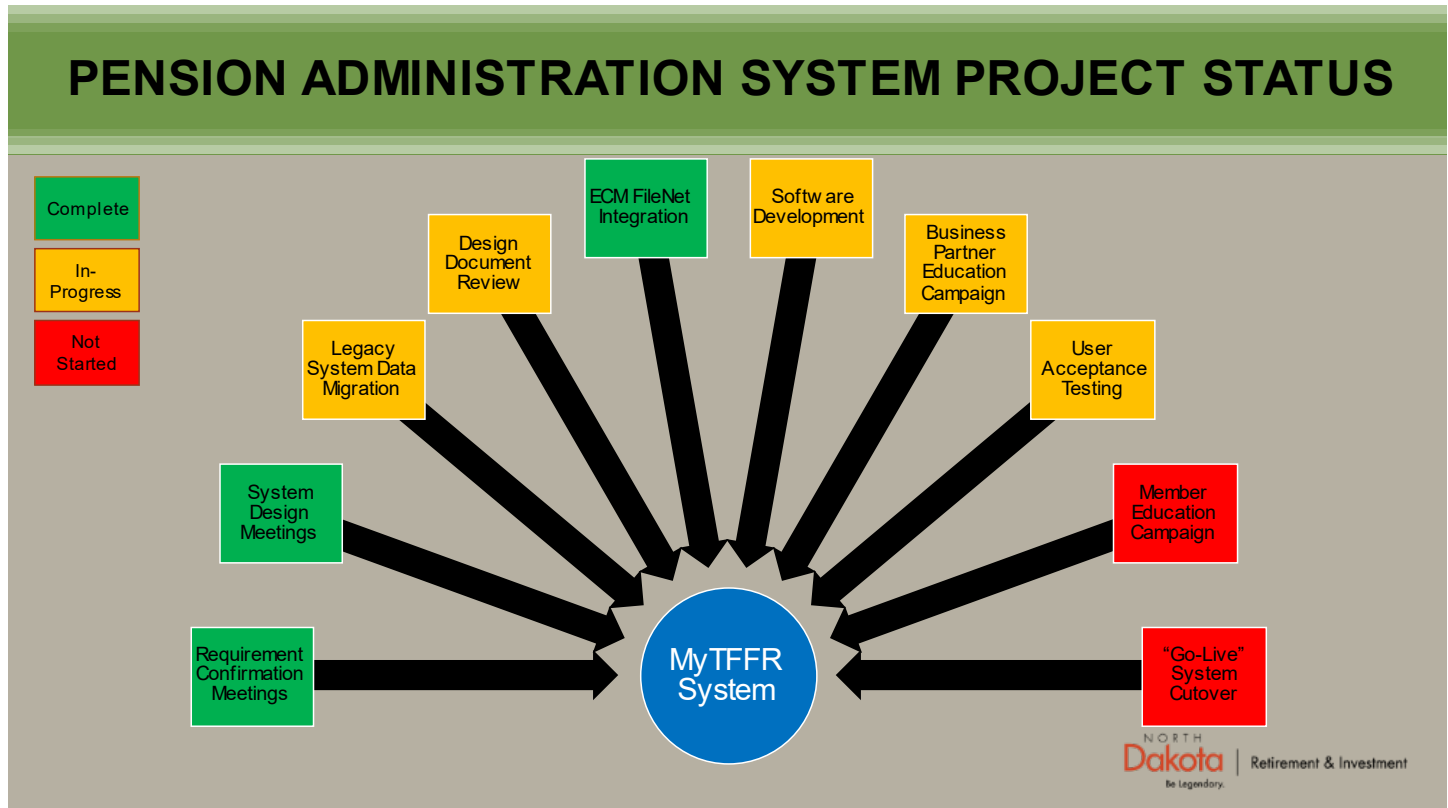 PENSION ADMINISTRATION SYSTEM PROJECT STATUS
Complete
In-
Progress
Not
Started
Requirement
Confirmation
Meetings
System
Design
Meetings
Legacy
System Data
Migration
Design
Document
Review
ECM FileNet
Integration
Software
Development
Business
Partner
Education
Campaign
User
Acceptance
Testing
Member
Education
Campaign
“Go-Live”
System
Cutover
MyTFFR
System
NORTH
Dakota
Be Legendary.
Retirement & Investment